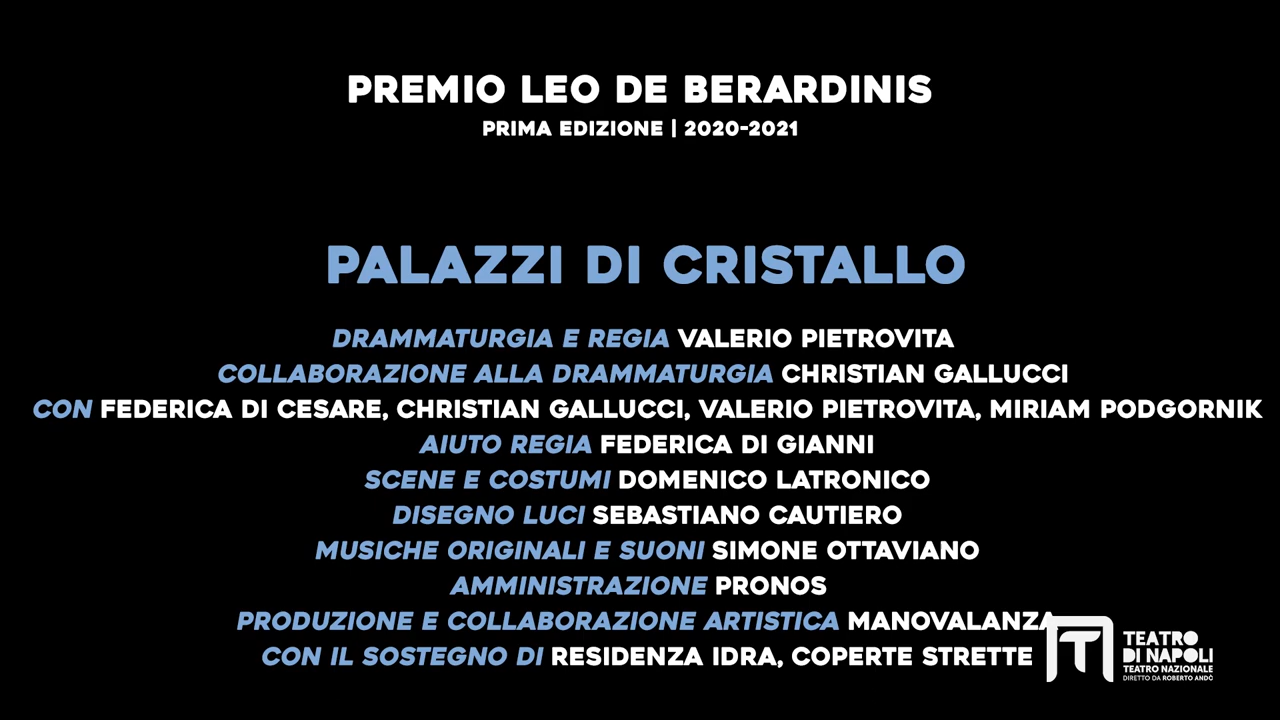 PREMIO LEO DE BERARDINIS
PRIMA EDIZIONE | 2020-2021
PALAZZI DI CRISTALLO
DRAMMATURGIA E REGIA VALERIO PIETROVITA
COLLABORAZIONE ALLA DRAMMATURGIA CHRISTIAN GALLUCCI
CON FEDERICA DI CESARE, CHRISTIAN GALLUCCI, VALERIO PIETROVITA, MIRIAM PODGORNIK
AIUTO REGIA FEDERICA DI GIANNI
SCENE E COSTUMI DOMENICO LATRONICO
DISEGNO LUCI SEBASTIANO CAUTIERO
MUSICHE ORIGINALI E SUONI SIMONE OTTAVIANO
AMMINISTRAZIONE PRONOS
PRODUZIONE E COLLABORAZIONE ARTISTICA MANOVALANZA
CON IL SOSTEGNO DI RESIDENZA IDRA, COPERTE STRETTE
TEATRO
DI NAPOLI
TEATRO NAZIONALE
DIRETTO DA ROBERTO ANDÒ